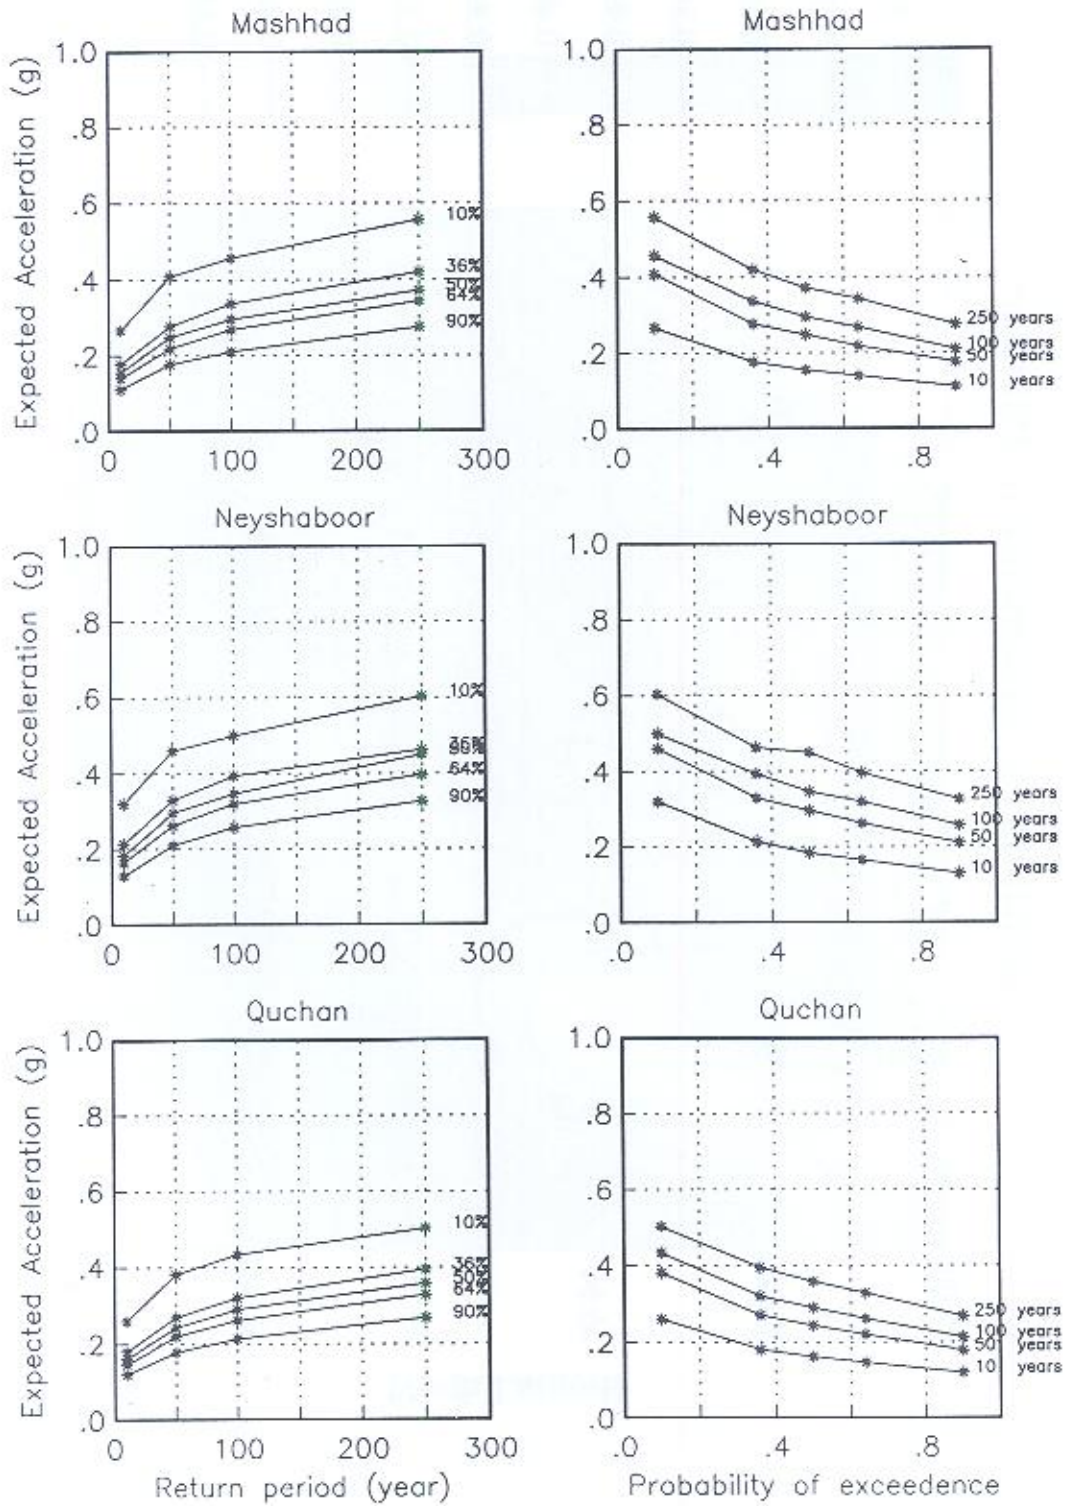 Mashhad
Expected Acceleration (g)
1.0
.8
.6
.4
.2
.0
0 100 200 300
10%
36%
50%
64%
90%
Mashhad
1.0
.8
.6
.4
.2
.0
.0 .4 .8
250 years
100 years
50 years
10 years
Neyshaboor
Expected Acceleration (g)
1.0
.8
.6
.4
.2
.0
0 100 200 300
10%
64%
90%
Neyshaboor
1.0
.8
.6
.4
.2
.0
.0 .4 .8
250 years
100 years
50 years
10 years
Quchan
Expected Acceleration (g)
1.0
.8
.6
.4
.2
.0
0 100 200 300
Return period (year)
10%
36%
50%
64%
90%
Quchan
1.0
.8
.6
.4
.2
.0
.0 .4 .8
Probability of exceedence
250 years
100 years
50 years
10 years